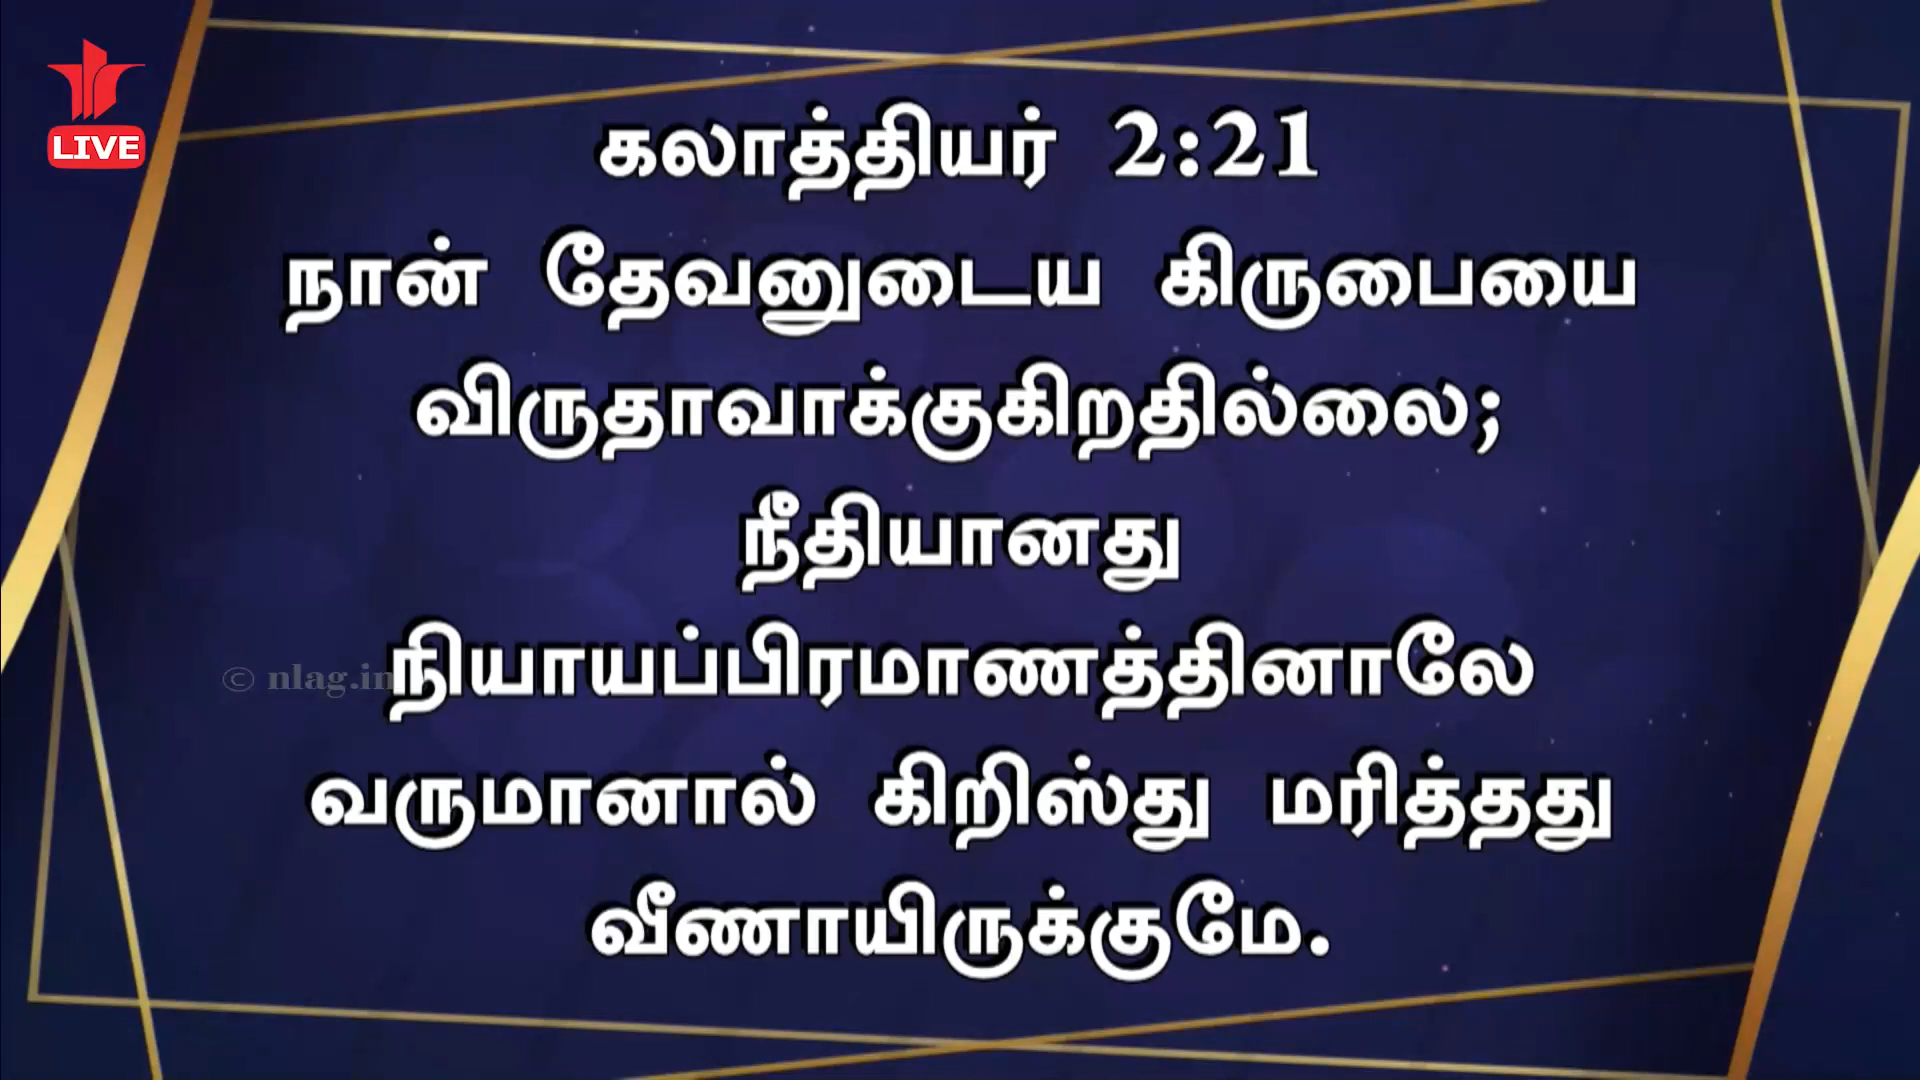 LIVE
கலாத்தியர் 2:21
நான் தேவனுடைய கிருபையை
விருதாவாக்குகிறதில்லை;
நீதியானது
நியாயப்பிரமாணத்தினாலே
வருமானால் கிறிஸ்து மரித்தது
வீணாயிருக்குமே.
© nlag.in